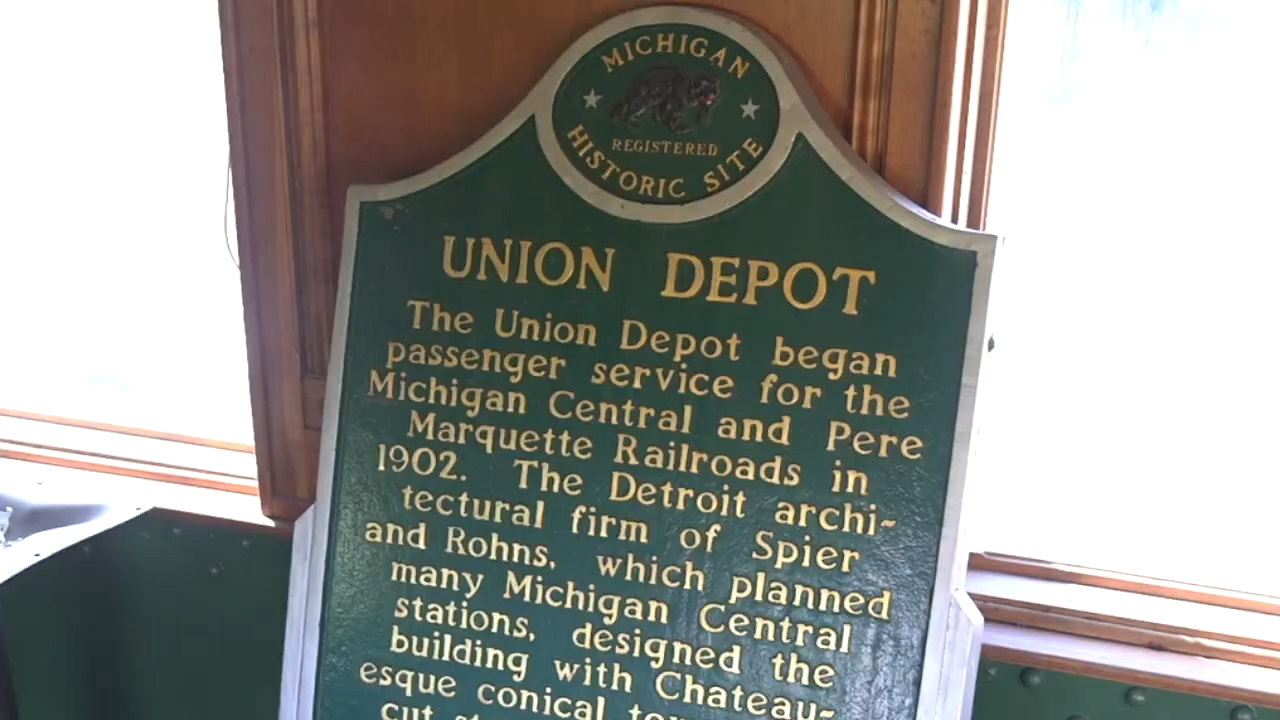 MICHIGAN
REGISTERED
HISTORIC SITE
UNION DEPOT
The Union Depot began
passenger service for the
Michigan Central and Pere
Marquette Railroads in
1902. The Detroit archi-
tectural firm of Spier
and Rohns, which planned
many Michigan Central
stations, designed the
building with Chateau-
esque conical
cut